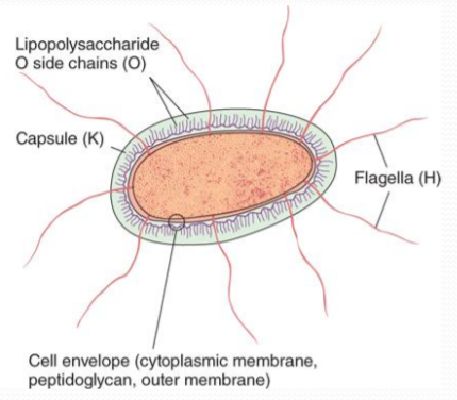 Lipopolysaccharide
O side chains (O)
Capsule (K)
Flagella (H)
Cell envelope (cytoplasmic membrane,
peptidoglycan, outer membrane)